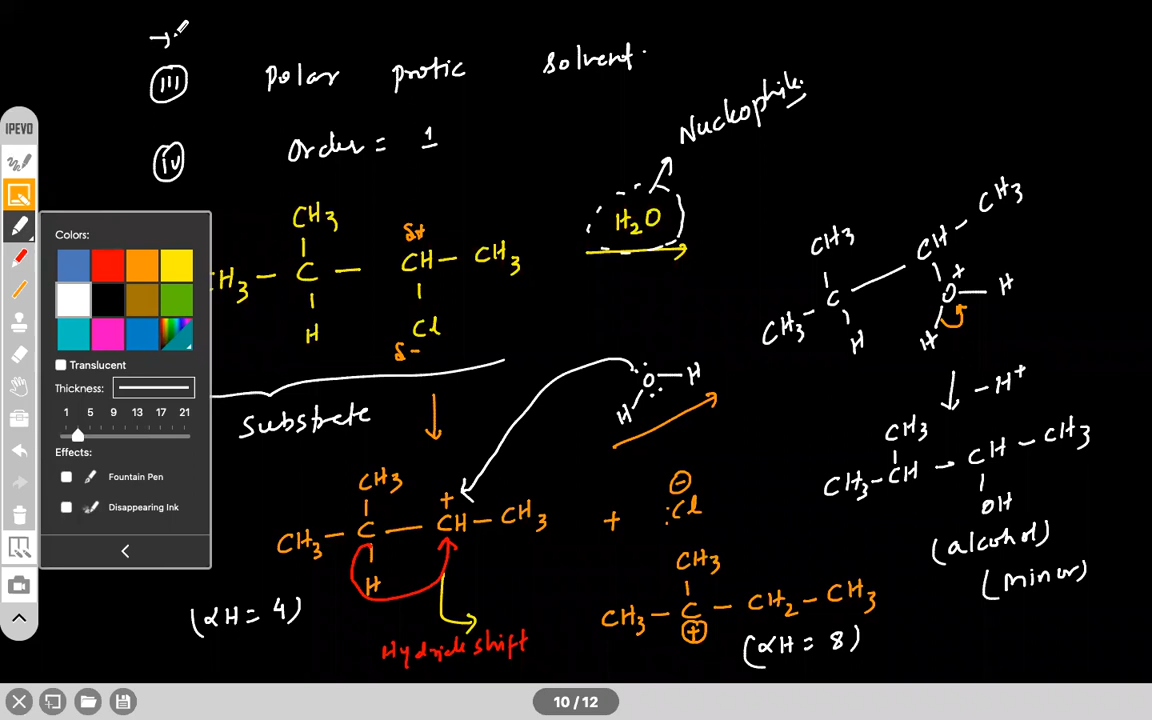 (iii) Polar protic solvent.
(iv) Order = 1
Nucleophile
H₂O
CH₃
CH₃ – C – CH – CH₃
δ+
H
Cl
δ-
Substrate
CH₃
CH₃ – C – CH – CH₃ + :Cl ⊖
+
H
(αH = 4)
Hydride shift
O – H
H
CH₃
CH₃ – C – CH₂ – CH₃
⊕
(αH = 8)
CH₃
CH₃ – C – CH – CH₃
H
+
O – H
H
– H⁺
CH₃
CH₃ – CH – CH – CH₃
OH
(alcohol)
(minor)
IPEVO
Colors:
Translucent
Thickness:
1 5 9 13 17 21
Effects:
Fountain Pen
Disappearing Ink
10 / 12